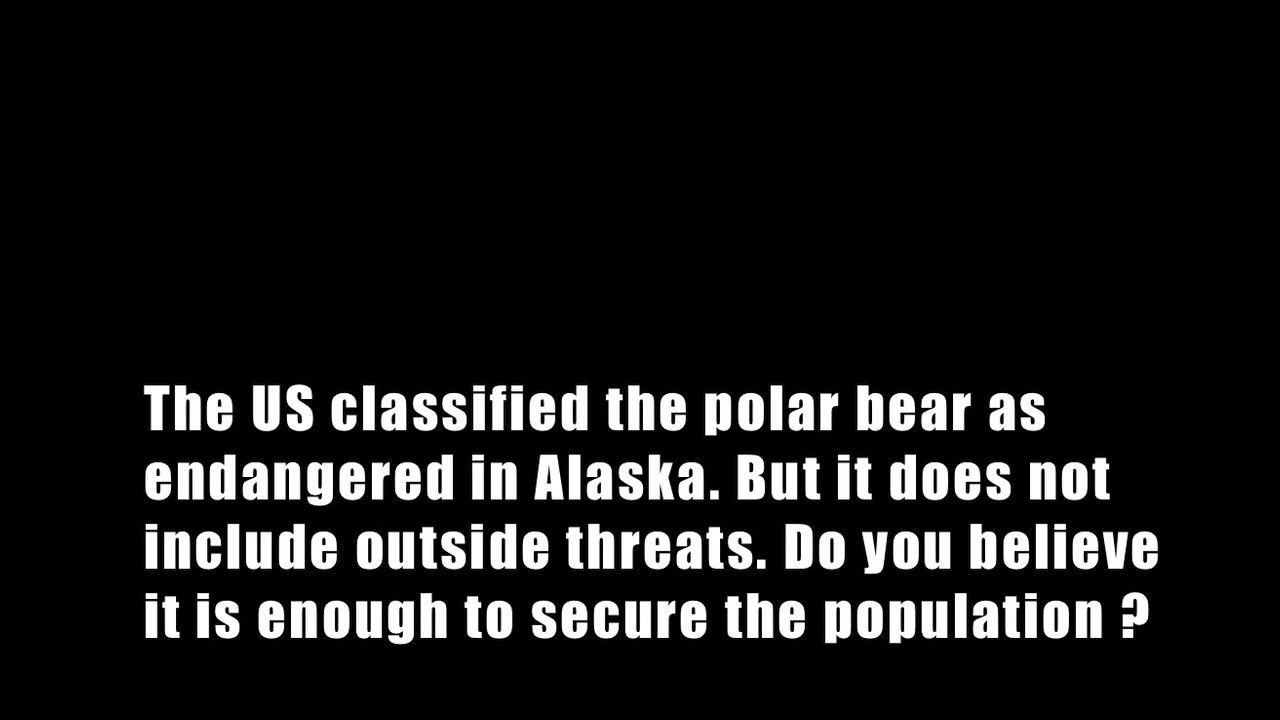 The US classified the polar bear as
endangered in Alaska. But it does not
include outside threats. Do you believe
it is enough to secure the population ?